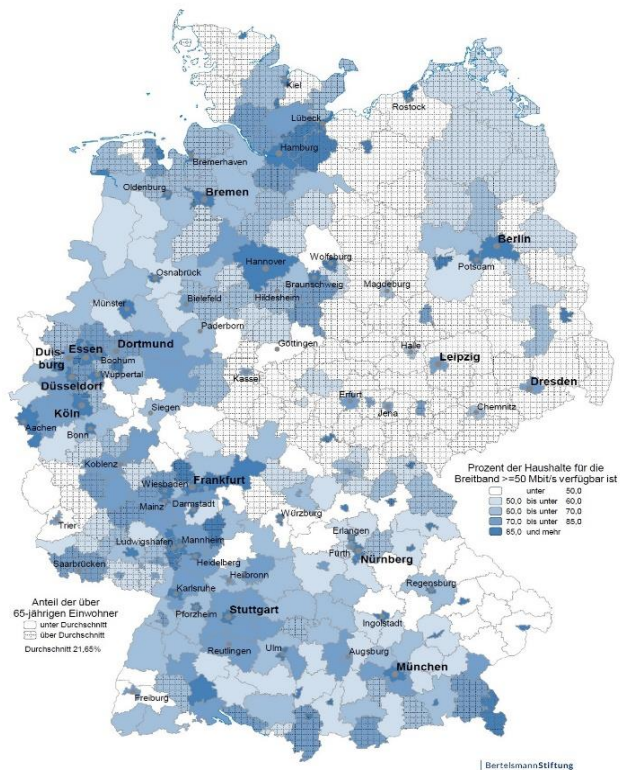 Kiel
Rostock
Lübeck
Hamburg
Bremerhaven
Oldenburg
Bremen
Berlin
Wolfsburg
Hannover
Potsdam
Osnabrück
Braunschweig
Magdeburg
Münster
Bielefeld
Hildesheim
Paderborn
Dortmund
Göttingen
Duis-
burg
Essen
Bochum
Halle
Leipzig
Wuppertal
Kassel
Düsseldorf
Dresden
Köln
Siegen
Erfurt
Jena
Chemnitz
Aachen
Bonn
Koblenz
Frankfurt
Wiesbaden
Mainz
Darmstadt
Würzburg
Trier
Erlangen
Ludwigshafen
Mannheim
Fürth
Nürnberg
Saarbrücken
Heidelberg
Heilbronn
Regensburg
Karlsruhe
Pforzheim
Stuttgart
Ingolstadt
Reutlingen
Ulm
Augsburg
München
Freiburg
Prozent der Haushalte für die
Breitband >=50 Mbit/s verfügbar ist
unter 50,0
50,0 bis unter 60,0
60,0 bis unter 70,0
70,0 bis unter 85,0
85,0 und mehr
Anteil der über
65-jährigen Einwohner
unter Durchschnitt
über Durchschnitt
Durchschnitt 21,65%
| BertelsmannStiftung